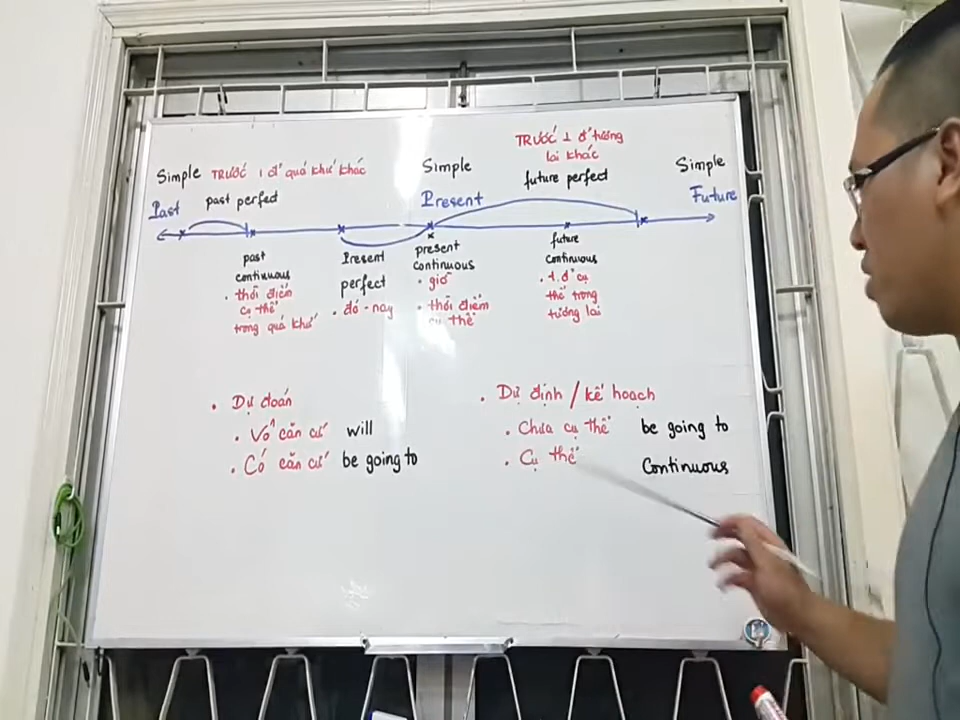 TRƯỚC 1 đ² tương
lai khác
Simple TRƯỚC 1 đ² quá khứ khác Simple future perfect Simple
Past past perfect Present Future
past
continuous
• thời điểm
cụ thể
trong quá khứ
Present
perfect
• đó - nay
present
continuous
• giờ
• thời điểm
cụ thể
future
continuous
• t. đ² cụ
thể trong
tương lai
• Dự đoán
• Vô căn cứ will
• Có căn cứ be going to
• Dự định / kế hoạch
• Chưa cụ thể be going to
• Cụ thể Continuous